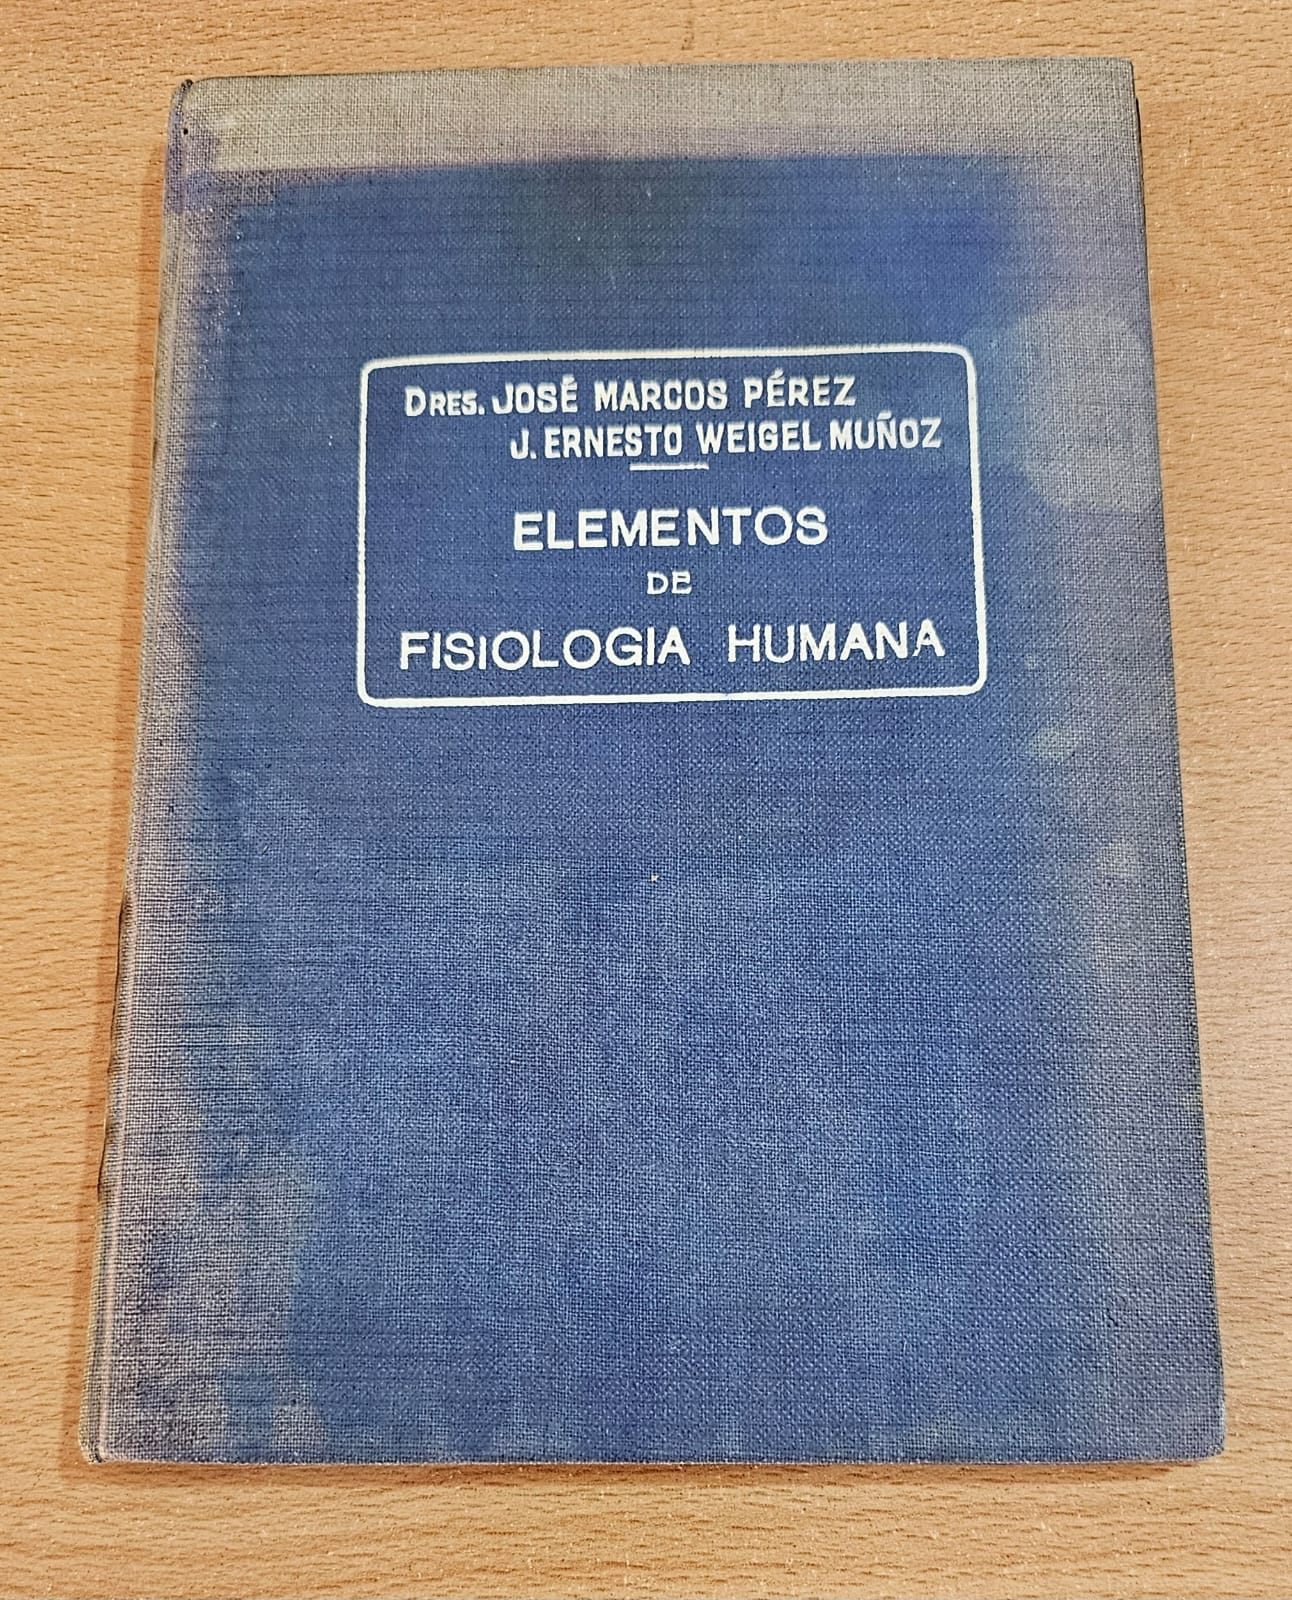 DRES. JOSÉ MARCOS PÉREZ
J. ERNESTO WEIGEL MUÑOZ
ELEMENTOS
DE
FISIOLOGIA HUMANA